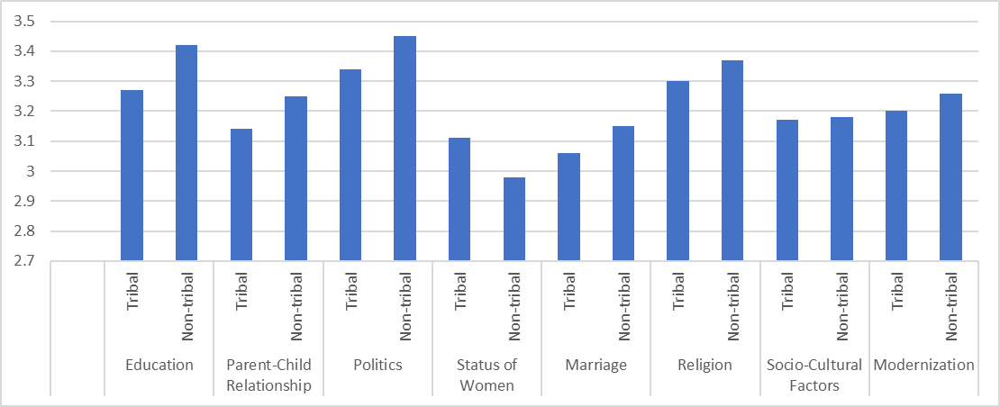 3.5
3.4
3.3
3.2
3.1
3
2.9
2.8
2.7
Tribal
Non-tribal
Tribal
Non-tribal
Tribal
Non-tribal
Tribal
Non-tribal
Tribal
Non-tribal
Tribal
Non-tribal
Tribal
Non-tribal
Tribal
Non-tribal
Education
Parent-Child
Relationship
Politics
Status of
Women
Marriage
Religion
Socio-Cultural
Factors
Modernization